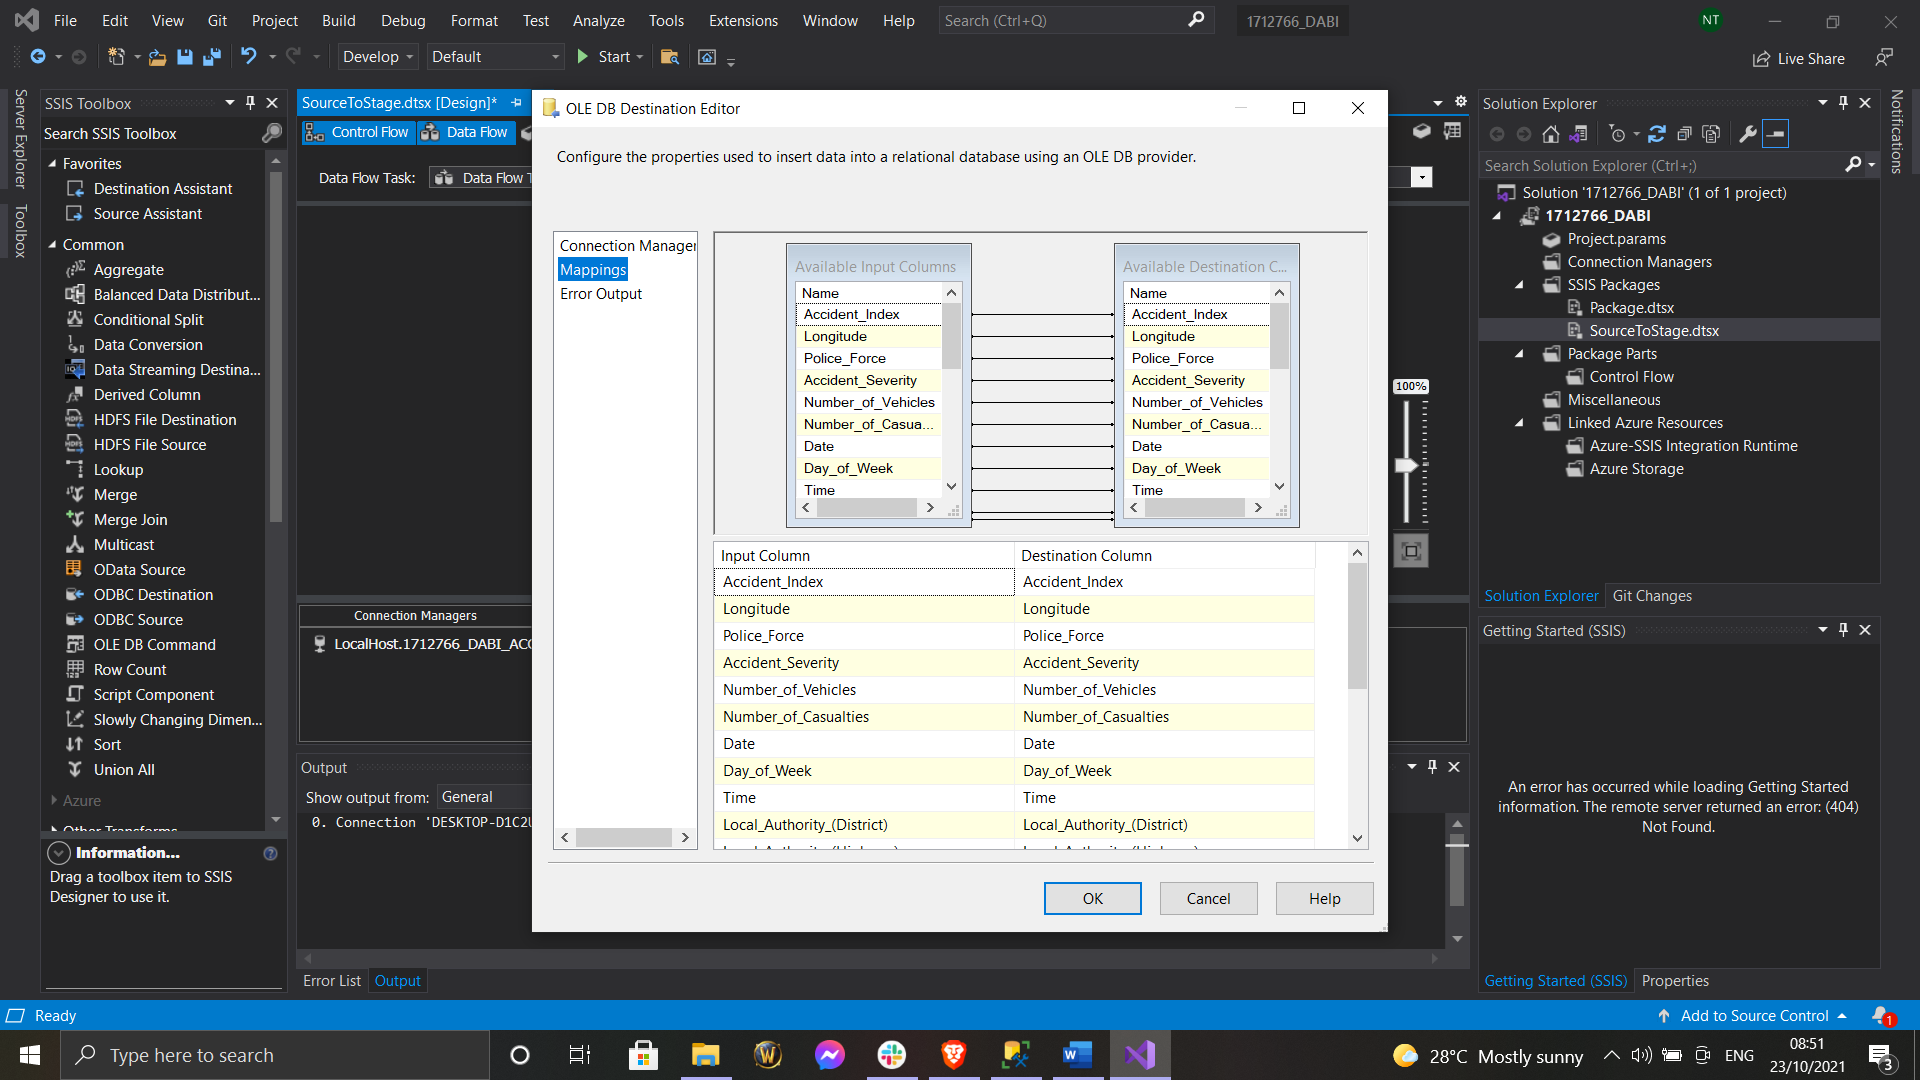 File Edit View Git Project Build Debug Format Test Analyze Tools Extensions Window Help Search (Ctrl+Q) 1712766_DABI NT
Develop Default Start Live Share
Server Explorer
Toolbox
SSIS Toolbox
Search SSIS Toolbox
Favorites
Destination Assistant
Source Assistant
Common
Aggregate
Balanced Data Distribut...
Conditional Split
Data Conversion
Data Streaming Destina...
Derived Column
HDFS File Destination
HDFS File Source
Lookup
Merge
Merge Join
Multicast
OData Source
ODBC Destination
ODBC Source
OLE DB Command
Row Count
Script Component
Slowly Changing Dimen...
Sort
Union All
Azure
Other Transforms
Information...
Drag a toolbox item to SSIS
Designer to use it.
SourceToStage.dtsx [Design]*
Control Flow Data Flow
Data Flow Task: Data Flow T
Connection Managers
LocalHost.1712766_DABI_ACC
Output
Show output from: General
0. Connection 'DESKTOP-D1C2U
Error List Output
OLE DB Destination Editor
Configure the properties used to insert data into a relational database using an OLE DB provider.
Connection Manager
Mappings
Error Output
Available Input Columns
Name
Accident_Index
Longitude
Police_Force
Accident_Severity
Number_of_Vehicles
Number_of_Casua...
Date
Day_of_Week
Time
Available Destination C...
Name
Accident_Index
Longitude
Police_Force
Accident_Severity
Number_of_Vehicles
Number_of_Casua...
Date
Day_of_Week
Time
Input Column Destination Column
Accident_Index Accident_Index
Longitude Longitude
Police_Force Police_Force
Accident_Severity Accident_Severity
Number_of_Vehicles Number_of_Vehicles
Number_of_Casualties Number_of_Casualties
Date Date
Day_of_Week Day_of_Week
Time Time
Local_Authority_(District) Local_Authority_(District)
OK Cancel Help
100%
Solution Explorer
Search Solution Explorer (Ctrl+;)
Solution '1712766_DABI' (1 of 1 project)
1712766_DABI
Project.params
Connection Managers
SSIS Packages
Package.dtsx
SourceToStage.dtsx
Package Parts
Control Flow
Miscellaneous
Linked Azure Resources
Azure-SSIS Integration Runtime
Azure Storage
Solution Explorer Git Changes
Getting Started (SSIS)
An error has occurred while loading Getting Started
information. The remote server returned an error: (404)
Not Found.
Getting Started (SSIS) Properties
Notifications
Ready Add to Source Control 1
Type here to search 28°C Mostly sunny ENG 08:51
23/10/2021 3